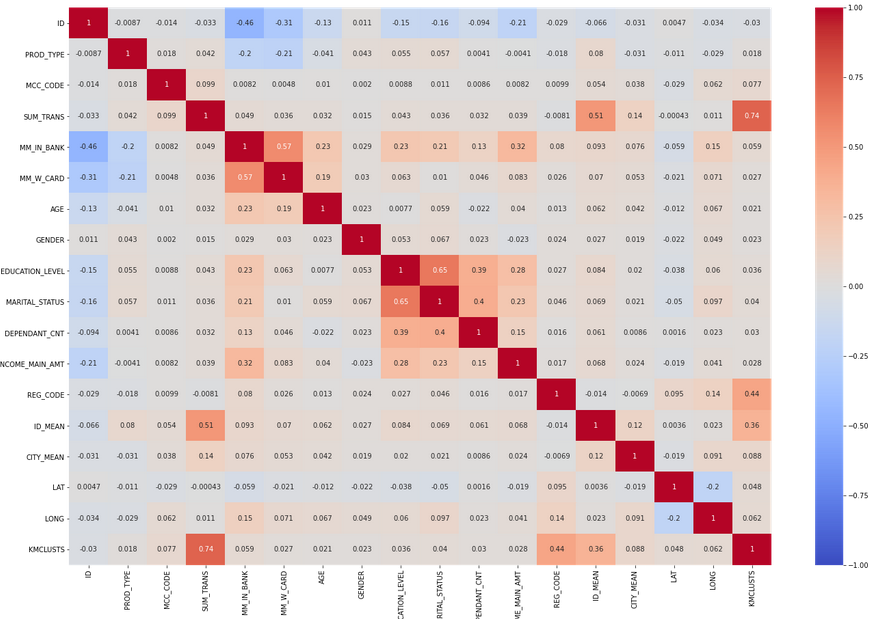 ID 1 -0.0087 -0.014 -0.033 -0.46 -0.31 -0.13 0.011 -0.15 -0.16 -0.094 -0.21 -0.029 -0.066 -0.031 0.0047 -0.034 -0.03
PROD_TYPE -0.0087 1 0.018 0.042 -0.2 -0.21 -0.041 0.043 0.055 0.057 0.0041 -0.0041 -0.018 0.08 -0.031 -0.011 -0.029 0.018
MCC_CODE -0.014 0.018 1 0.099 0.0082 0.0048 0.01 0.002 0.0088 0.011 0.0086 0.0082 0.0099 0.054 0.038 -0.029 0.062 0.077
SUM_TRANS -0.033 0.042 0.099 1 0.049 0.036 0.032 0.015 0.043 0.036 0.032 0.039 -0.0081 0.51 0.14 -0.00043 0.011 0.74
MM_IN_BANK -0.46 -0.2 0.0082 0.049 1 0.57 0.23 0.029 0.23 0.21 0.13 0.32 0.08 0.093 0.076 -0.059 0.15 0.059
MM_W_CARD -0.31 -0.21 0.0048 0.036 0.57 1 0.19 0.03 0.063 0.01 0.046 0.083 0.026 0.07 0.053 -0.021 0.071 0.027
AGE -0.13 -0.041 0.01 0.032 0.23 0.19 1 0.023 0.0077 0.059 -0.022 0.04 0.013 0.062 0.042 -0.012 0.067 0.021
GENDER 0.011 0.043 0.002 0.015 0.029 0.03 0.023 1 0.053 0.067 0.023 -0.023 0.024 0.027 0.019 -0.022 0.049 0.023
EDUCATION_LEVEL -0.15 0.055 0.0088 0.043 0.23 0.063 0.0077 0.053 1 0.65 0.39 0.28 0.027 0.084 0.02 -0.038 0.06 0.036
MARITAL_STATUS -0.16 0.057 0.011 0.036 0.21 0.01 0.059 0.067 0.65 1 0.4 0.23 0.046 0.069 0.021 -0.05 0.097 0.04
DEPENDANT_CNT -0.094 0.0041 0.0086 0.032 0.13 0.046 -0.022 0.023 0.39 0.4 1 0.15 0.016 0.061 0.0086 0.0016 0.023 0.03
NCOME_MAIN_AMT -0.21 -0.0041 0.0082 0.039 0.32 0.083 0.04 -0.023 0.28 0.23 0.15 1 0.017 0.068 0.024 -0.019 0.041 0.028
REG_CODE -0.029 -0.018 0.0099 -0.0081 0.08 0.026 0.013 0.024 0.027 0.046 0.016 0.017 1 -0.014 -0.0069 0.095 0.14 0.44
ID_MEAN -0.066 0.08 0.054 0.51 0.093 0.07 0.062 0.027 0.084 0.069 0.061 0.068 -0.014 1 0.12 0.0036 0.023 0.36
CITY_MEAN -0.031 -0.031 0.038 0.14 0.076 0.053 0.042 0.019 0.02 0.021 0.0086 0.024 -0.0069 0.12 1 -0.019 0.091 0.088
LAT 0.0047 -0.011 -0.029 -0.00043 -0.059 -0.021 -0.012 -0.022 -0.038 -0.05 0.0016 -0.019 0.095 0.0036 -0.019 1 -0.2 0.048
LONG -0.034 -0.029 0.062 0.011 0.15 0.071 0.067 0.049 0.06 0.097 0.023 0.041 0.14 0.023 0.091 -0.2 1 0.062
KMCLUSTS -0.03 0.018 0.077 0.74 0.059 0.027 0.021 0.023 0.036 0.04 0.03 0.028 0.44 0.36 0.088 0.048 0.062 1
ID
PROD_TYPE
MCC_CODE
SUM_TRANS
MM_IN_BANK
MM_W_CARD
AGE
GENDER
CATION_LEVEL
RITAL_STATUS
PENDANT_CNT
ME_MAIN_AMT
REG_CODE
ID_MEAN
CITY_MEAN
LAT
LONG
KMCLUSTS
1.00
0.75
0.50
0.25
0.00
−0.25
−0.50
−0.75
−1.00